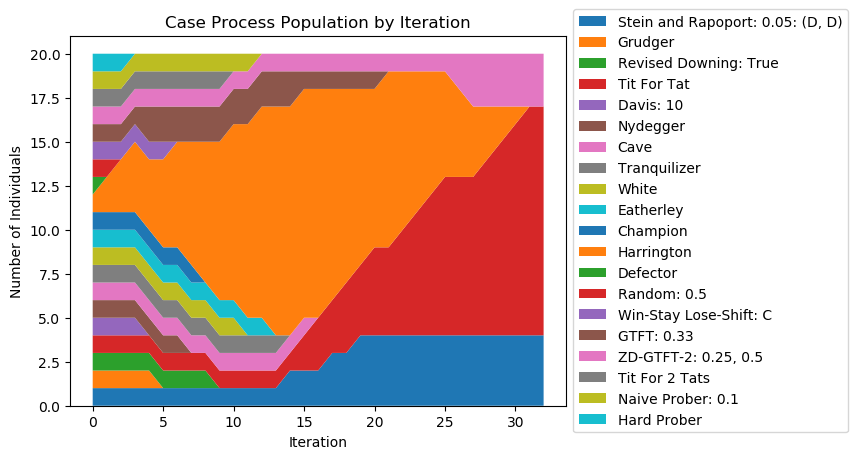 Case Process Population by Iteration
20.0
17.5
15.0
12.5
10.0
7.5
5.0
2.5
0.0
Number of Individuals
0 5 10 15 20 25 30
Iteration
Stein and Rapoport: 0.05: (D, D)
Grudger
Revised Downing: True
Tit For Tat
Davis: 10
Nydegger
Cave
Tranquilizer
White
Eatherley
Champion
Harrington
Defector
Random: 0.5
Win-Stay Lose-Shift: C
GTFT: 0.33
ZD-GTFT-2: 0.25, 0.5
Tit For 2 Tats
Naive Prober: 0.1
Hard Prober